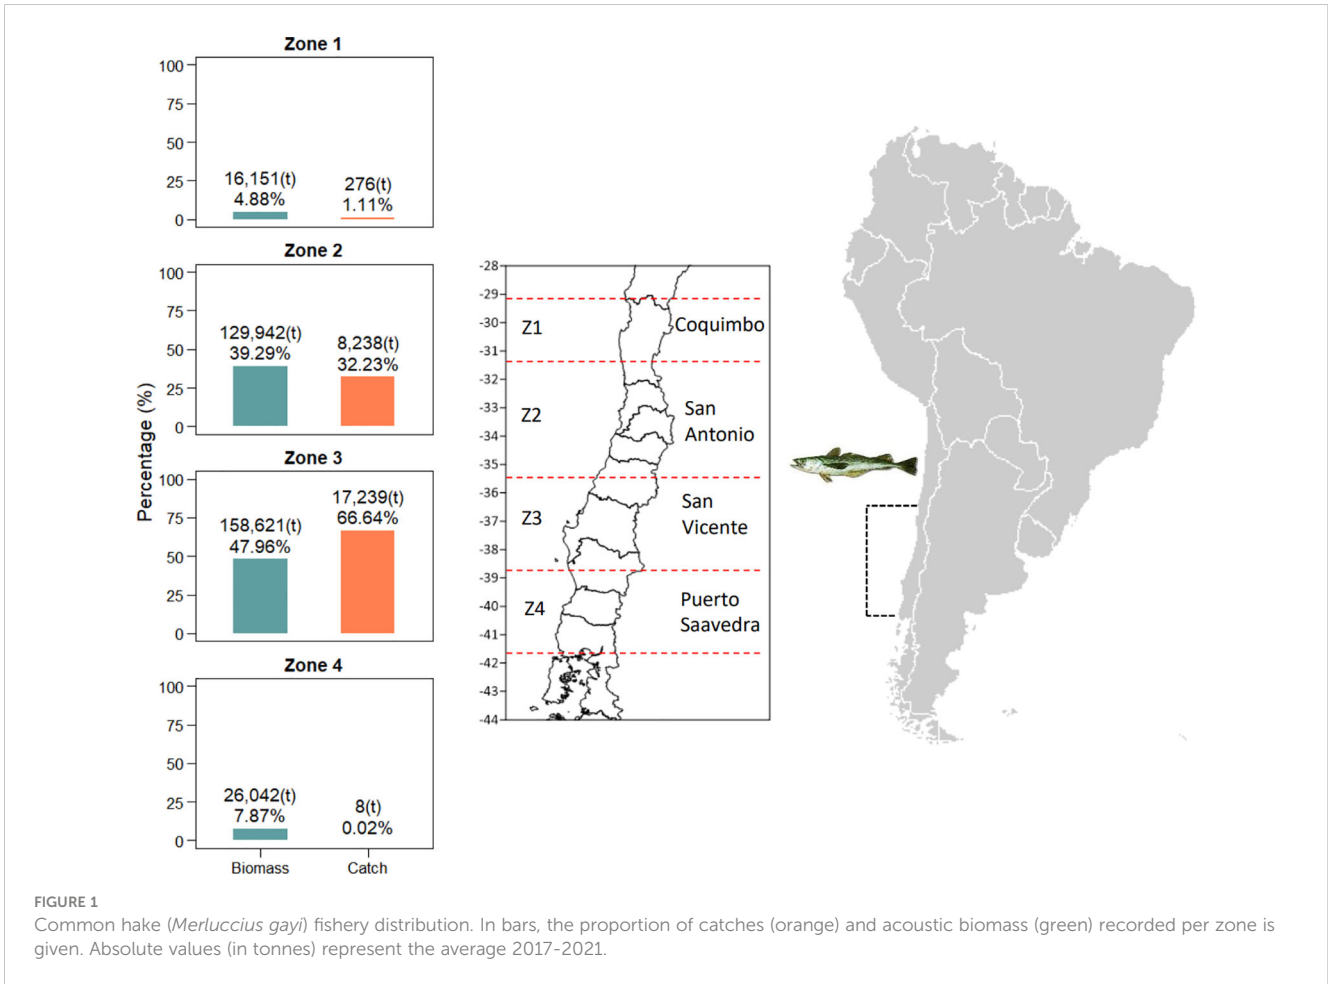 Zone 1
100
75
50
25
0
16,151(t)
4.88%
276(t)
1.11%
Zone 2
100
75
50
25
0
129,942(t)
39.29%
8,238(t)
32.23%
Percentage (%)
Zone 3
100
75
50
25
0
158,621(t)
47.96%
17,239(t)
66.64%
Zone 4
100
75
50
25
0
26,042(t)
7.87%
8(t)
0.02%
Biomass
Catch
-28
-29
-30
-31
-32
-33
-34
-35
-36
-37
-38
-39
-40
-41
-42
-43
-44
Z1
Coquimbo
Z2
San
Antonio
Z3
San
Vicente
Z4
Puerto
Saavedra
FIGURE 1
Common hake (Merluccius gayi) fishery distribution. In bars, the proportion of catches (orange) and acoustic biomass (green) recorded per zone is
given. Absolute values (in tonnes) represent the average 2017-2021.